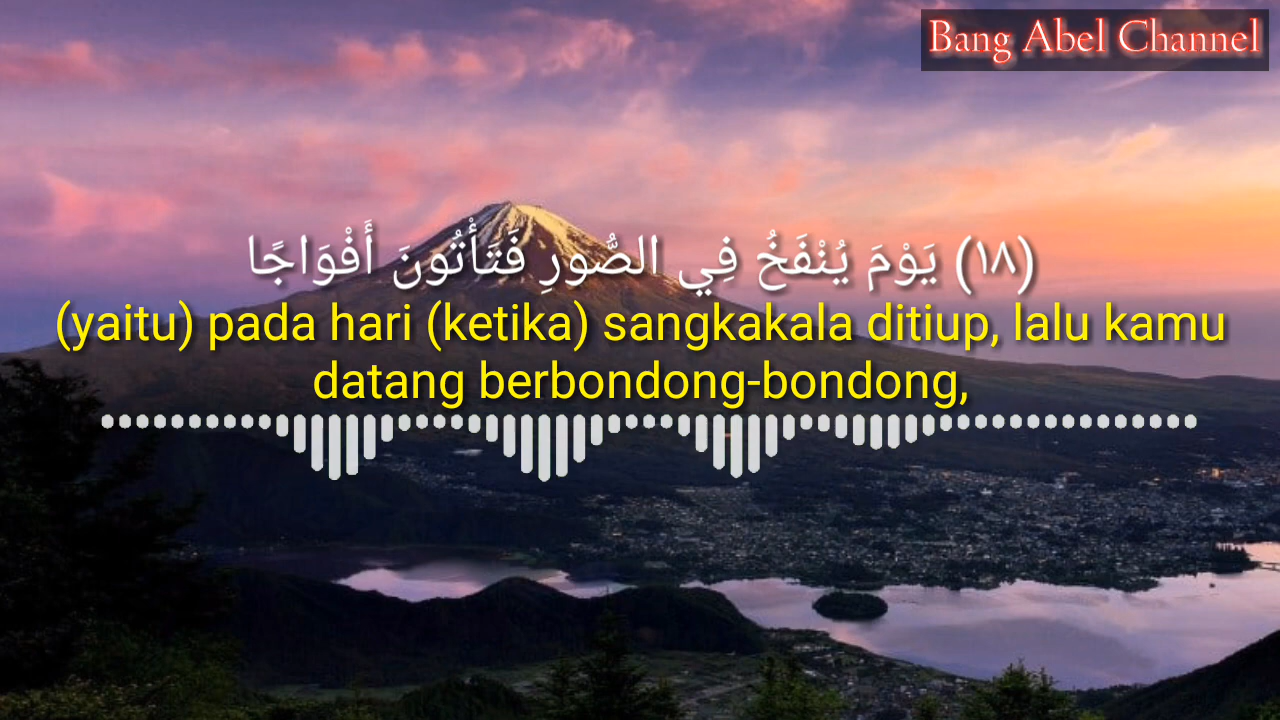 Bang Abel Channel
(١٨) يَوْمَ يُنْفَخُ فِي الصُّورِ فَتَأْتُونَ أَفْوَاجًا
(yaitu) pada hari (ketika) sangkakala ditiup, lalu kamu
datang berbondong-bondong,